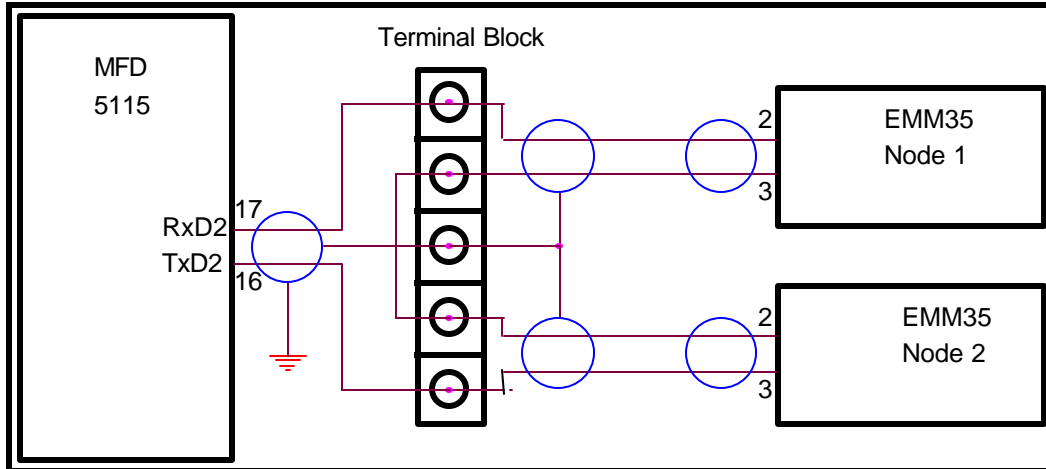 Terminal Block
MFD
5115
17
RxD2
TxD2
16
2
EMM35
Node 1
3
2
EMM35
Node 2
3